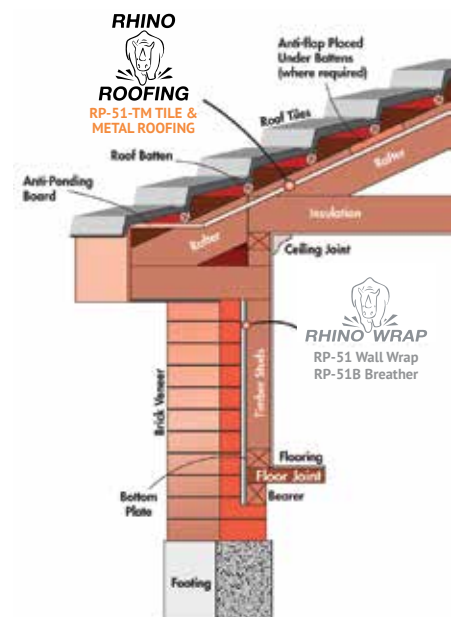 RHINO
ROOFING
RP-51-TM TILE &
METAL ROOFING
Anti-flap Placed
Under Battens
(where required)
Roof Tiles
Roof Batten
Rafter
Anti-Ponding
Board
Insulation
Rafter
Ceiling Joint
RHINO WRAP
RP-51 Wall Wrap
RP-51B Breather
Brick Veneer
Timber Studs
Flooring
Floor Joint
Bottom
Plate
Bearer
Footing